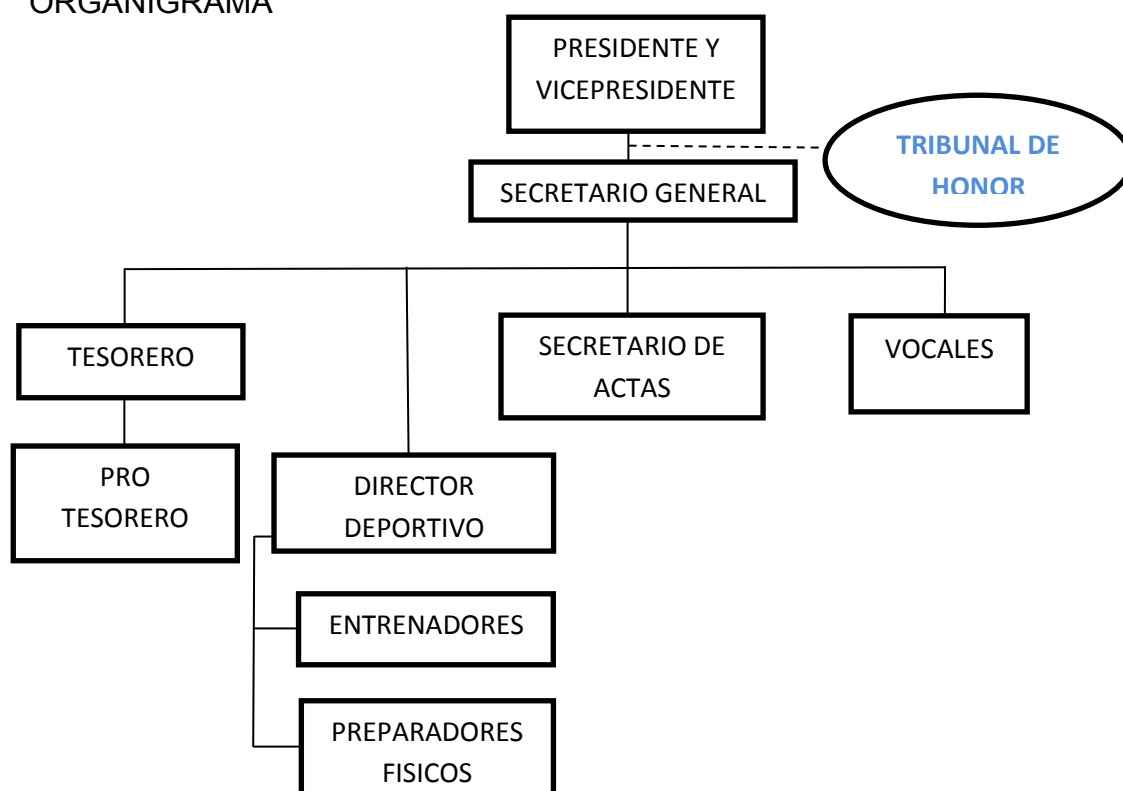 ORGANIGRAMA
PRESIDENTE Y
VICEPRESIDENTE
TRIBUNAL DE
HONOR
SECRETARIO GENERAL
TESORERO
SECRETARIO DE
ACTAS
VOCALES
PRO
TESORERO
DIRECTOR
DEPORTIVO
ENTRENADORES
PREPARADORES
FISICOS